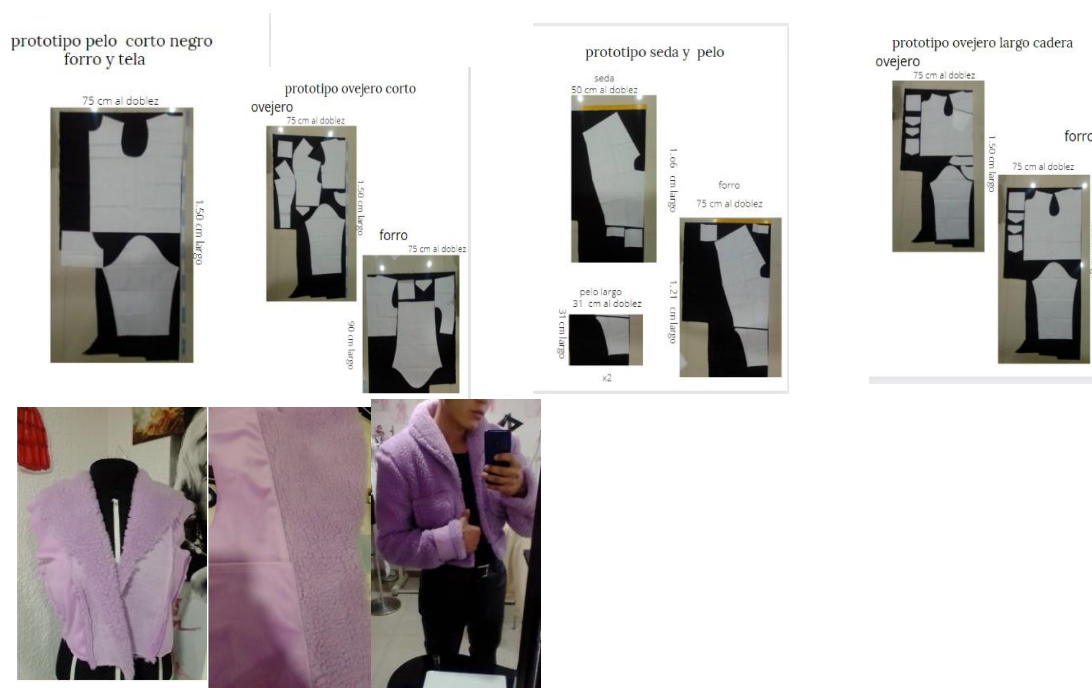 prototipo pelo corto negro
forro y tela
75 cm al doblez
1.50 cm largo
prototipo ovejero corto
ovejero
75 cm al doblez
1.50 cm largo
forro
75 cm al doblez
90 cm largo
prototipo seda y pelo
seda
50 cm al doblez
1.66 cm largo
forro
75 cm al doblez
1.21 cm largo
pelo largo
31 cm al doblez
31 cm largo
x2
prototipo ovejero largo cadera
ovejero
75 cm al doblez
1.50 cm largo
forro
75 cm al doblez